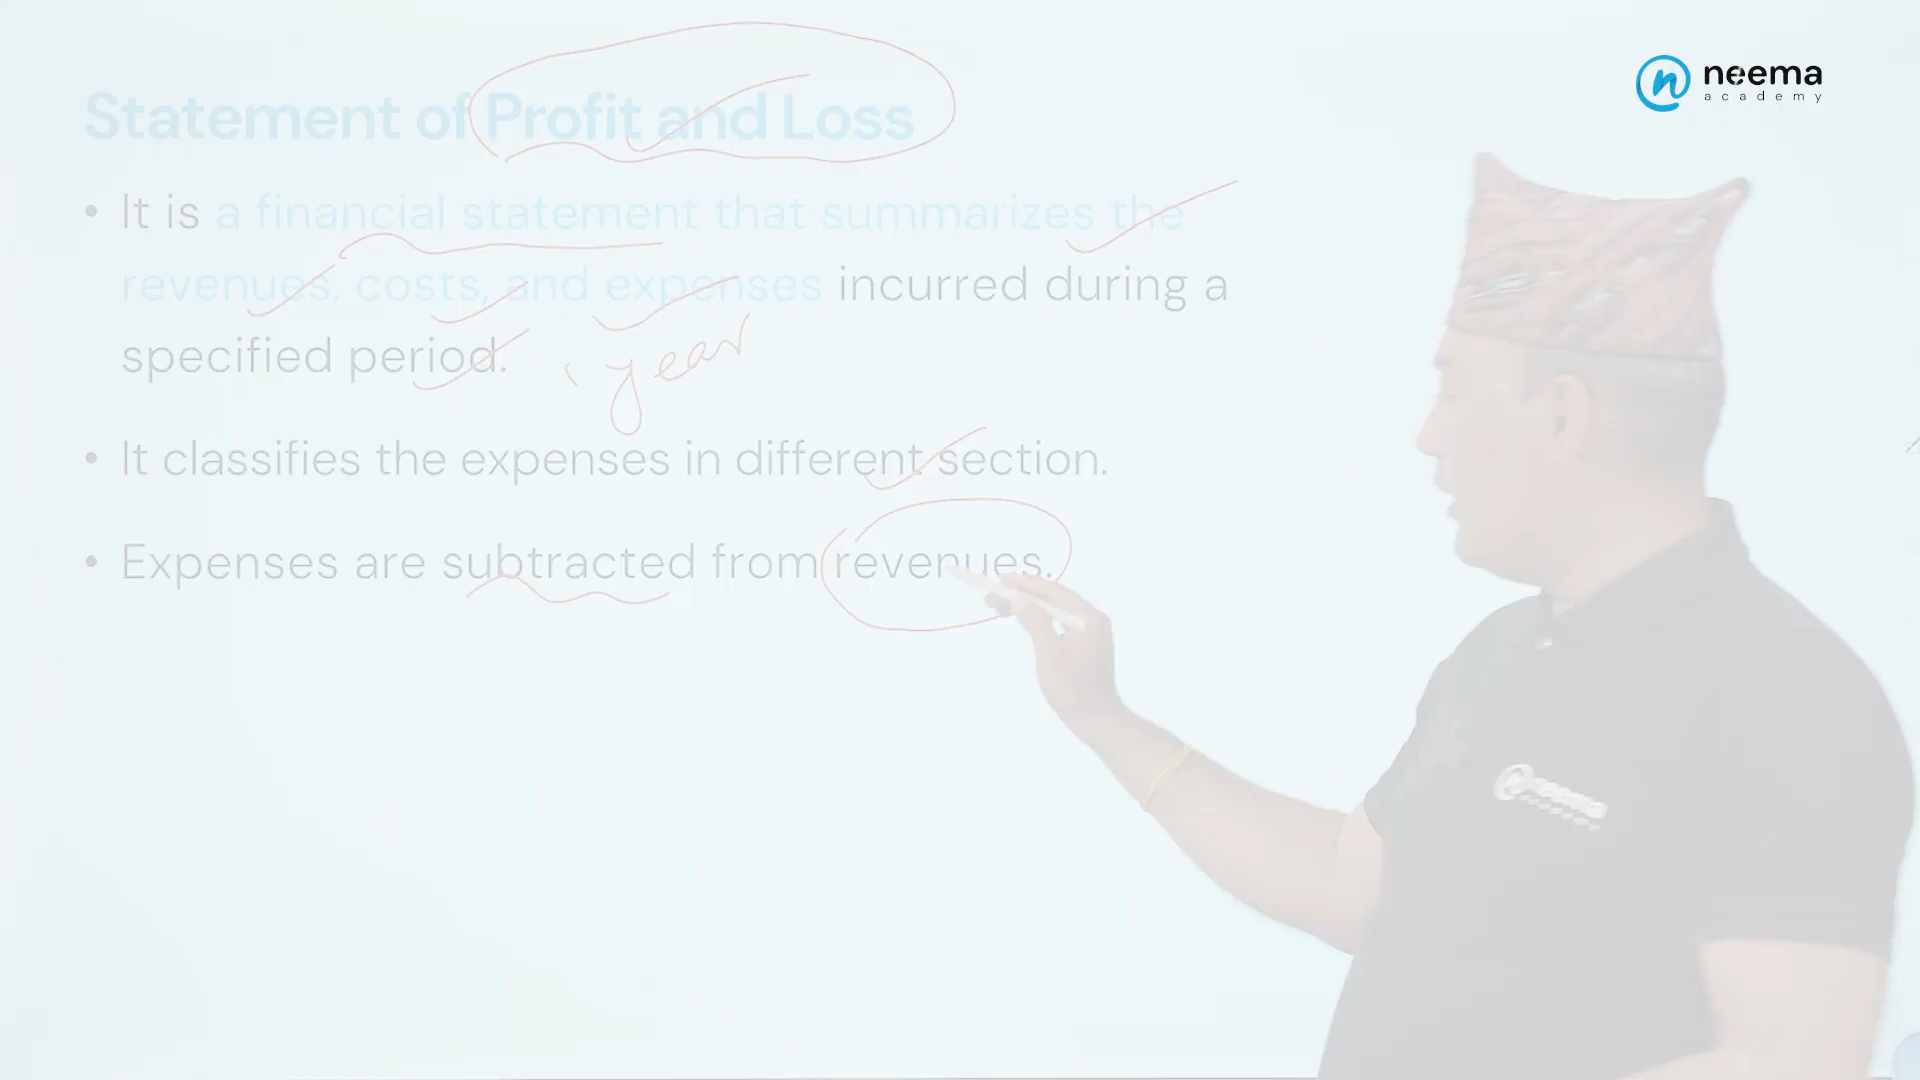 neema
academy
Statement of Profit and Loss
• It is a financial statement that summarizes the
revenues, costs, and expenses incurred during a
specified period.
1 year
• It classifies the expenses in different section.
• Expenses are subtracted from revenues.